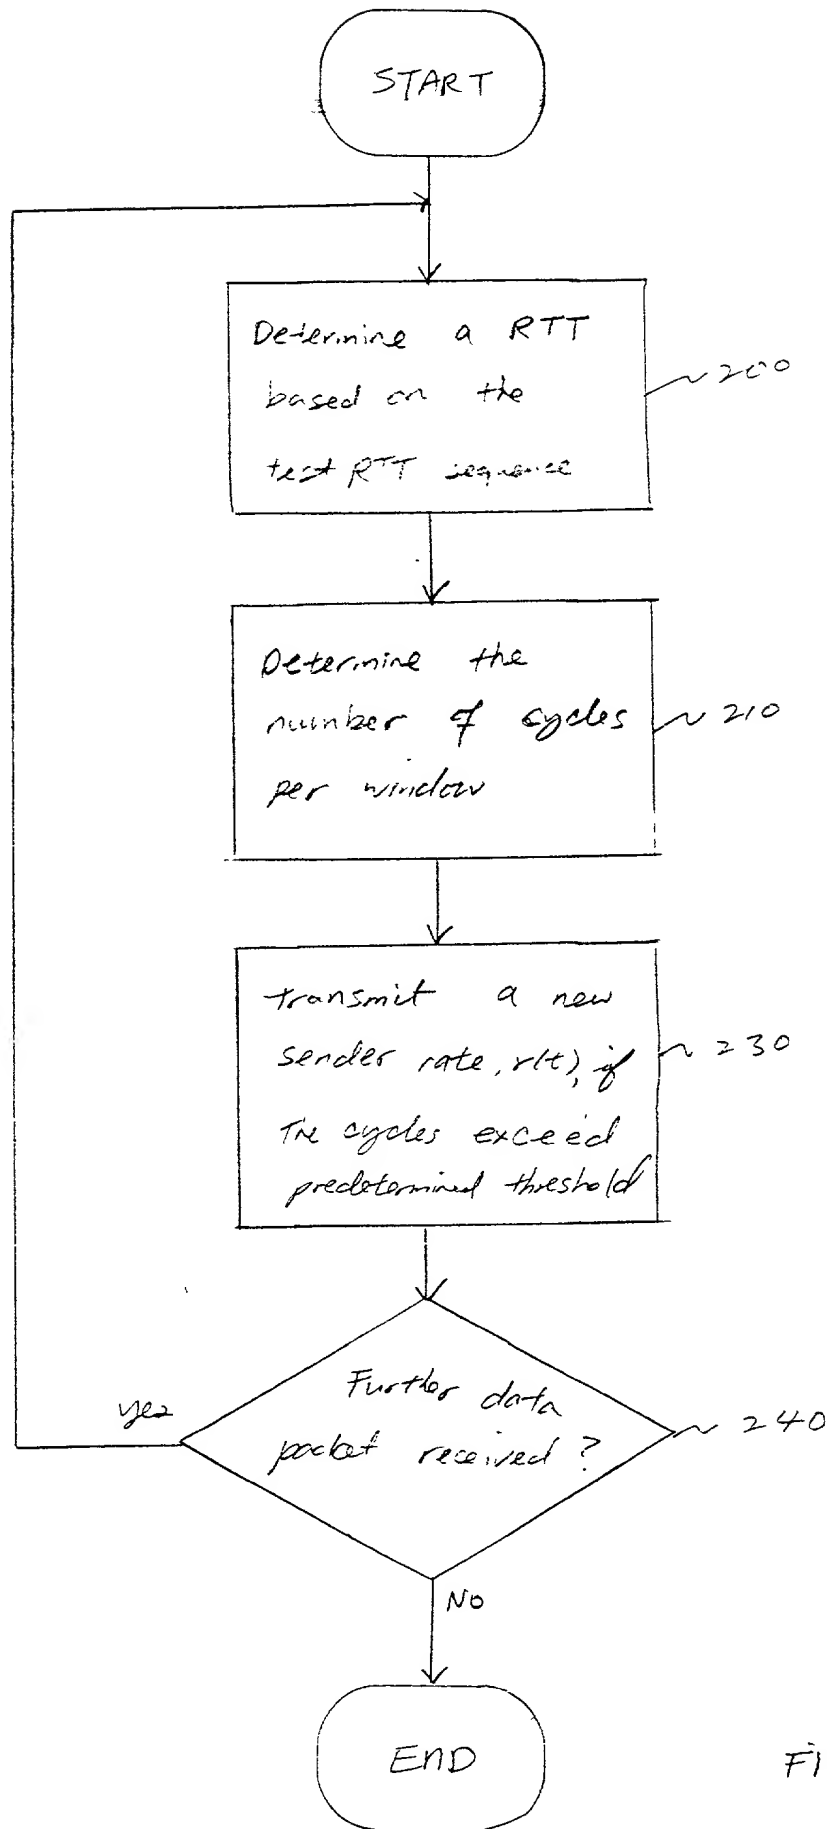 START
Determine a RTT
based on the
test RTT sequence
~ 200
Determine the
number of cycles
per window
~ 210
transmit a new
sender rate, r(t), if
the cycles exceed
predetermined threshold
~ 230
Further data
packet received?
~ 240
yes
No
END
FI